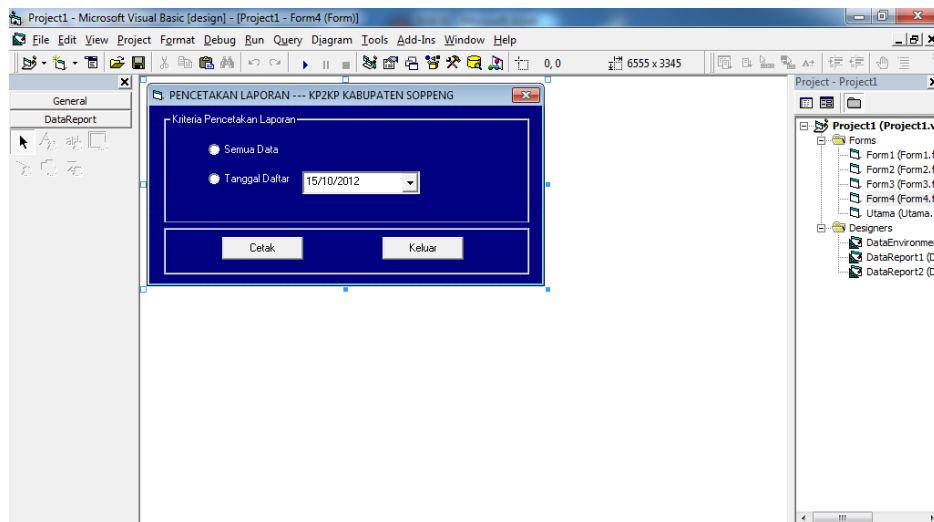 Project1 - Microsoft Visual Basic [design] - [Project1 - Form4 (Form)]
File Edit View Project Format Debug Run Query Diagram Tools Add-Ins Window Help
0, 0 6555 x 3345
General
DataReport
PENCETAKAN LAPORAN --- KP2KP KABUPATEN SOPPENG
Kriteria Pencetakan Laporan
Semua Data
Tanggal Daftar 15/10/2012
Cetak Keluar
Project - Project1
Project1 (Project1.v
Forms
Form1 (Form1.f
Form2 (Form2.f
Form3 (Form3.f
Form4 (Form4.f
Utama (Utama.
Designers
DataEnvironme
DataReport1 (D
DataReport2 (D